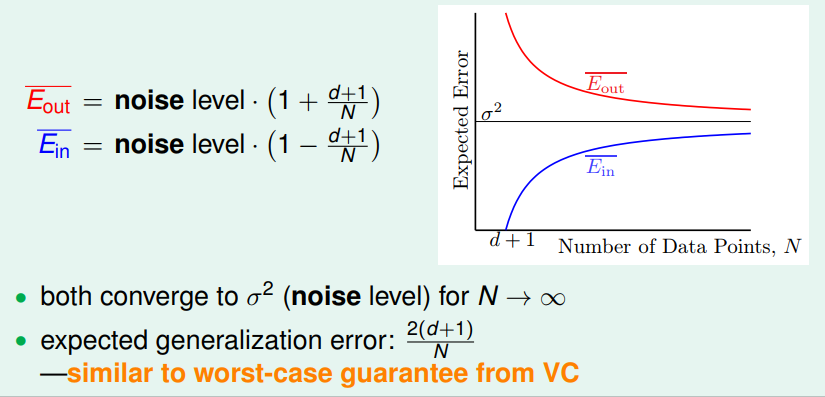 $\overline{E_{\text{out}}}$ = noise level · $\left(1 + \frac{d+1}{N}\right)$
$\overline{E_{\text{in}}}$ = noise level · $\left(1 - \frac{d+1}{N}\right)$
Expected Error
$\overline{E_{\text{out}}}$
$\sigma^2$
$\overline{E_{\text{in}}}$
$d + 1$
Number of Data Points, $N$
• both converge to $\sigma^2$ (noise level) for $N \to \infty$
• expected generalization error: $\frac{2(d+1)}{N}$
—similar to worst-case guarantee from VC